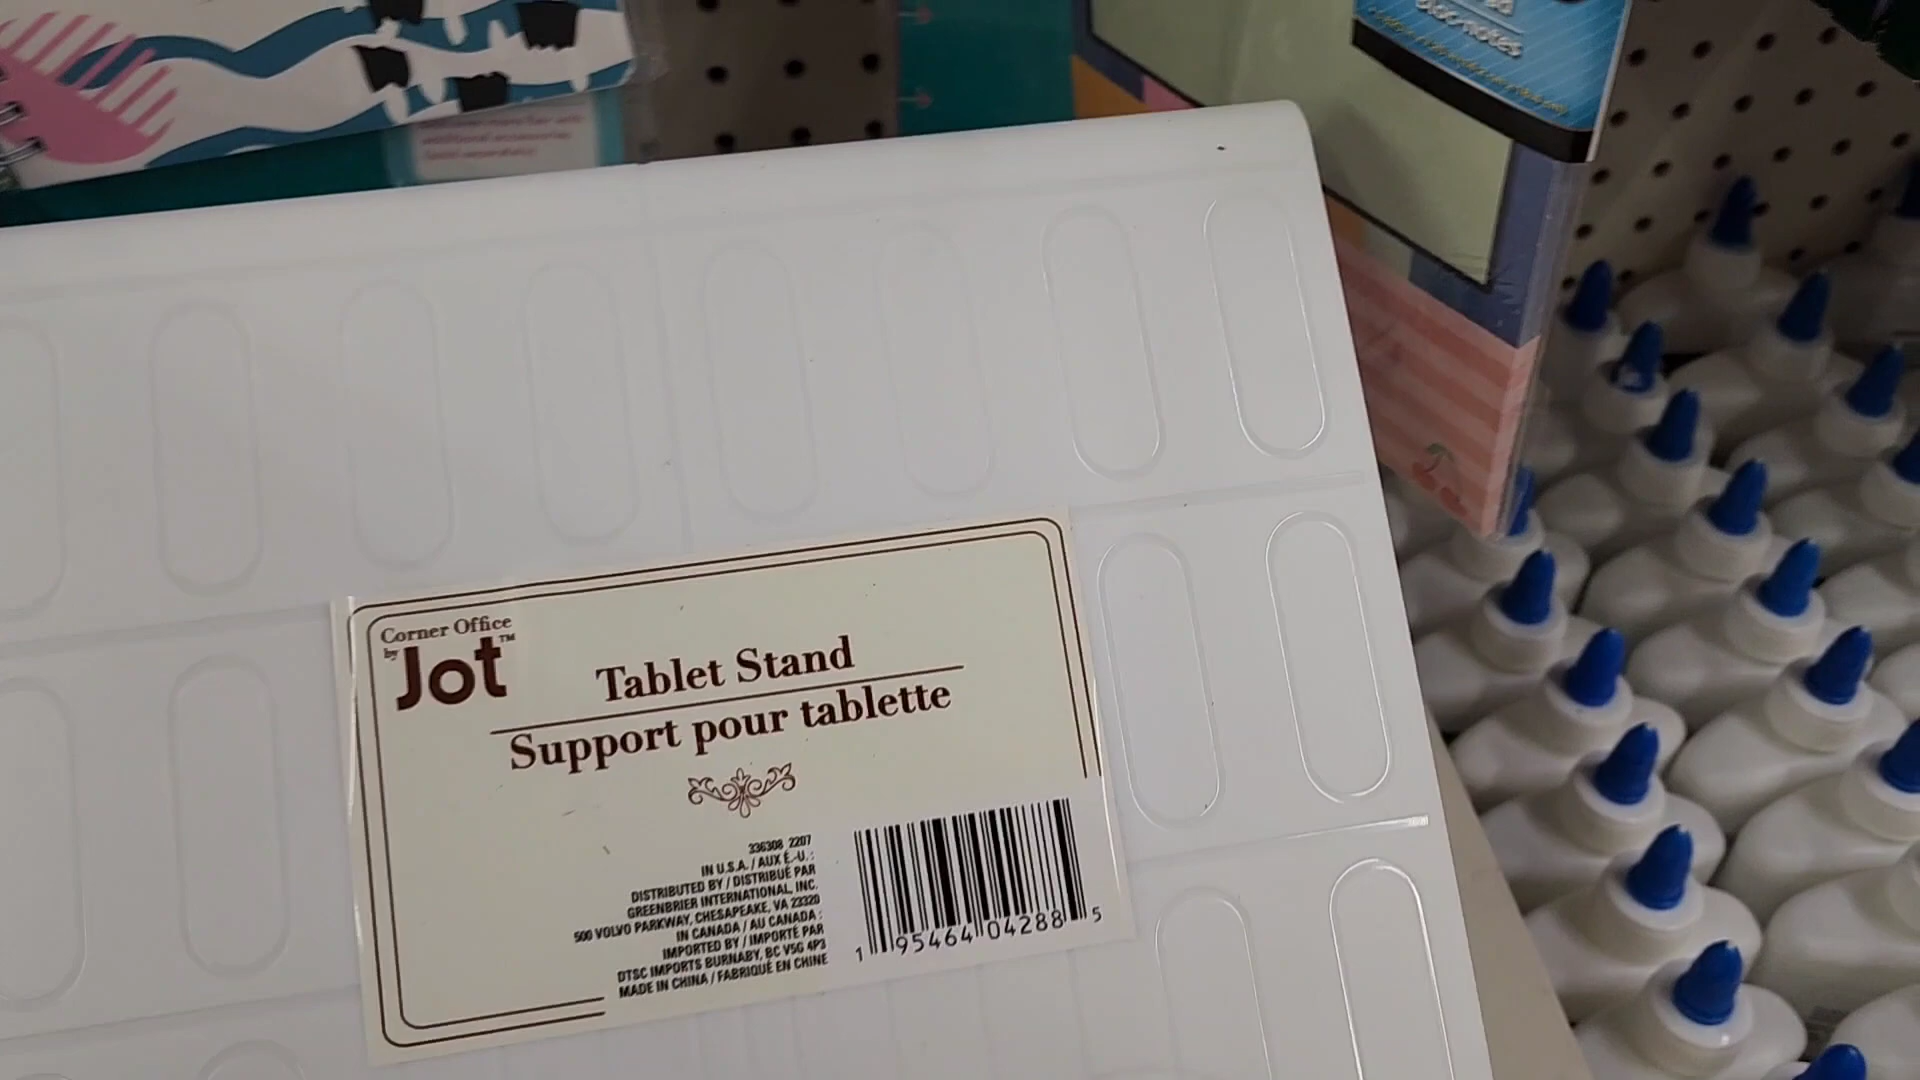 BLOC-NOTES
Corner Office
by Jot™
Tablet Stand
Support pour tablette
336308 2207
IN U.S.A. / AUX É.-U. :
DISTRIBUTED BY / DISTRIBUÉ PAR
GREENBRIER INTERNATIONAL, INC.
500 VOLVO PARKWAY, CHESAPEAKE, VA 23320
IN CANADA / AU CANADA :
IMPORTED BY / IMPORTÉ PAR
DTSC IMPORTS BURNABY, BC V5G 4P3
MADE IN CHINA / FABRIQUÉ EN CHINE
1 95464 04288 5